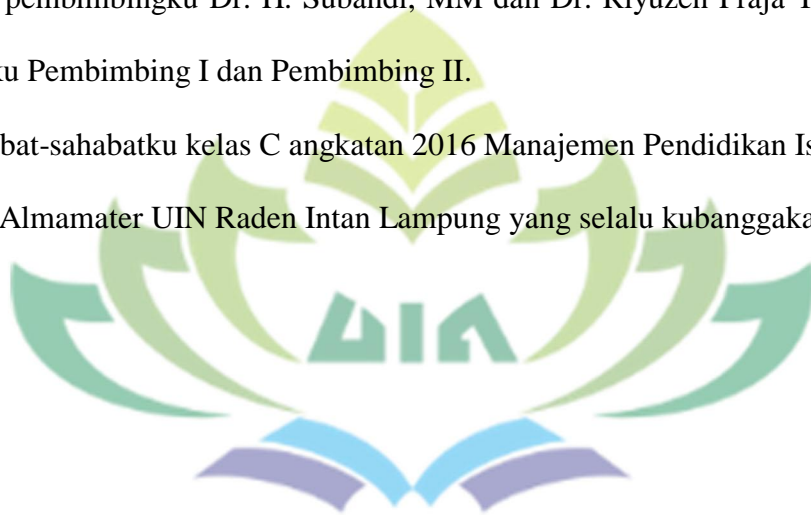 pembimbingku Dr. H. Subandi, MM dan Dr. Riyuzen Praja
ku Pembimbing I dan Pembimbing II.
bat-sahabatku kelas C angkatan 2016 Manajemen Pendidikan Is
Almamater UIN Raden Intan Lampung yang selalu kubanggaka
UIN